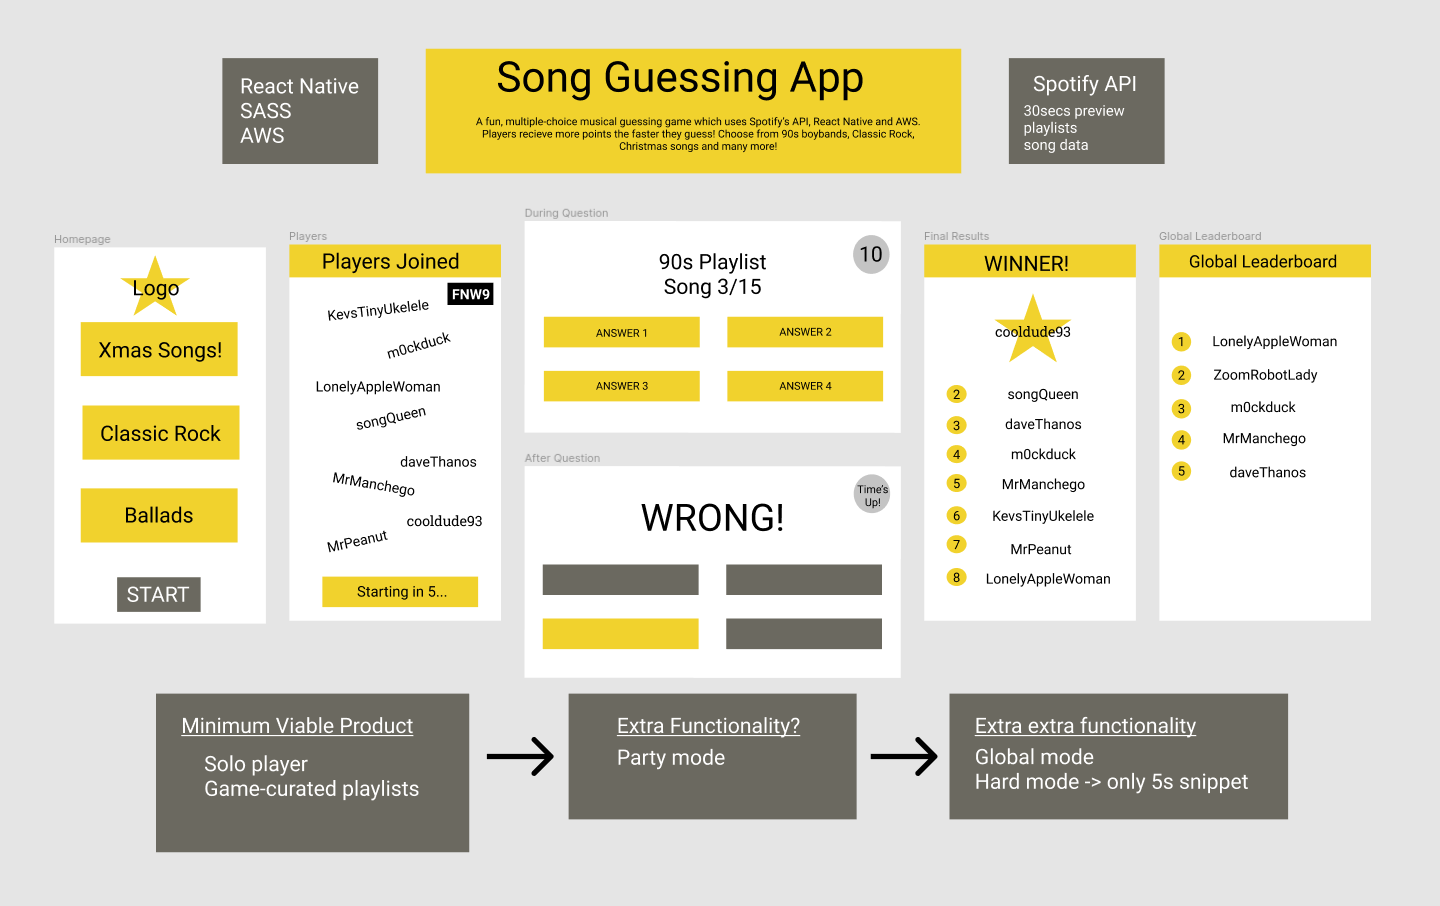 React Native
SASS
AWS
Song Guessing App
A fun, multiple-choice musical guessing game which uses Spotify's API, React Native and AWS.
Players recieve more points the faster they guess! Choose from 90s boybands, Classic Rock,
Christmas songs and many more!
Spotify API
30secs preview
playlists
song data
Homepage
Logo
Xmas Songs!
Classic Rock
Ballads
START
Players
Players Joined
FNW9
KevsTinyUkelele
m0ckduck
LonelyAppleWoman
songQueen
daveThanos
MrManchego
cooldude93
MrPeanut
Starting in 5...
During Question
10
90s Playlist
Song 3/15
ANSWER 1
ANSWER 2
ANSWER 3
ANSWER 4
After Question
Time's
Up!
WRONG!
Final Results
WINNER!
cooldude93
2 songQueen
3 daveThanos
4 m0ckduck
5 MrManchego
6 KevsTinyUkelele
7 MrPeanut
8 LonelyAppleWoman
Global Leaderboard
Global Leaderboard
1 LonelyAppleWoman
2 ZoomRobotLady
3 m0ckduck
4 MrManchego
5 daveThanos
Minimum Viable Product
Solo player
Game-curated playlists
Extra Functionality?
Party mode
Extra extra functionality
Global mode
Hard mode -> only 5s snippet